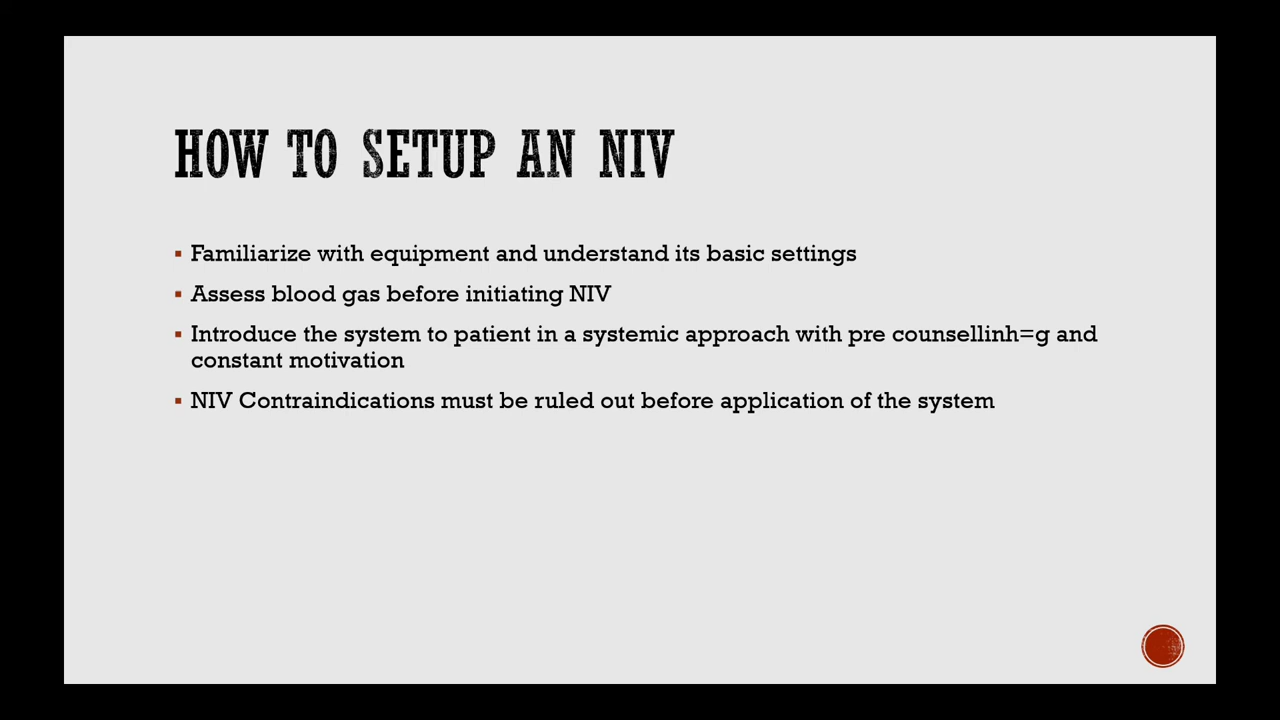 HOW TO SETUP AN NIV
Familiarize with equipment and understand its basic settings
Assess blood gas before initiating NIV
Introduce the system to patient in a systemic approach with pre counsellinh=g and
constant motivation
NIV Contraindications must be ruled out before application of the system